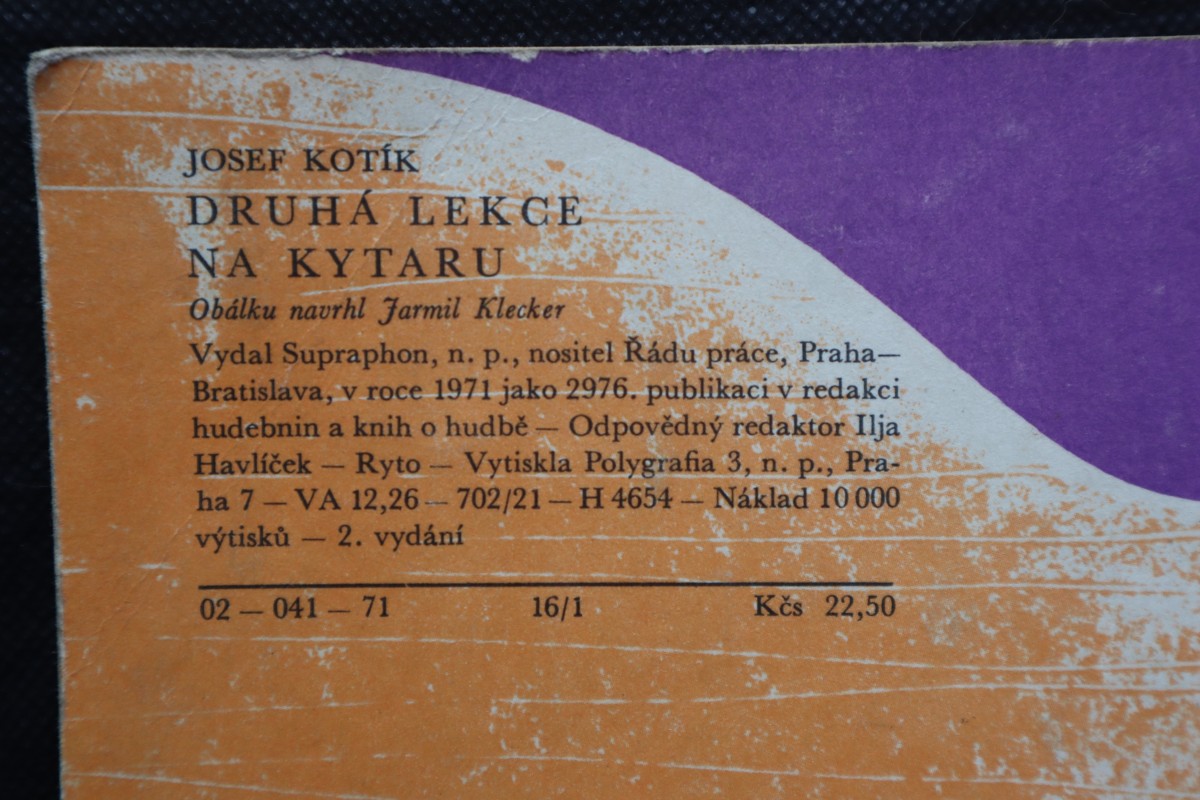 JOSEF KOTÍK
DRUHÁ LEKCE
NA KYTARU
Obálku navrhl Jarmil Klecker
Vydal Supraphon, n. p., nositel Řádu práce, Praha—
Bratislava, v roce 1971 jako 2976. publikaci v redakci
hudebnin a knih o hudbě — Odpovědný redaktor Ilja
Havlíček — Ryto — Vytiskla Polygrafia 3, n. p., Pra-
ha 7 — VA 12,26 — 702/21 — H 4654 — Náklad 10 000
výtisků — 2. vydání
02 — 041 — 71 16/1 Kčs 22,50